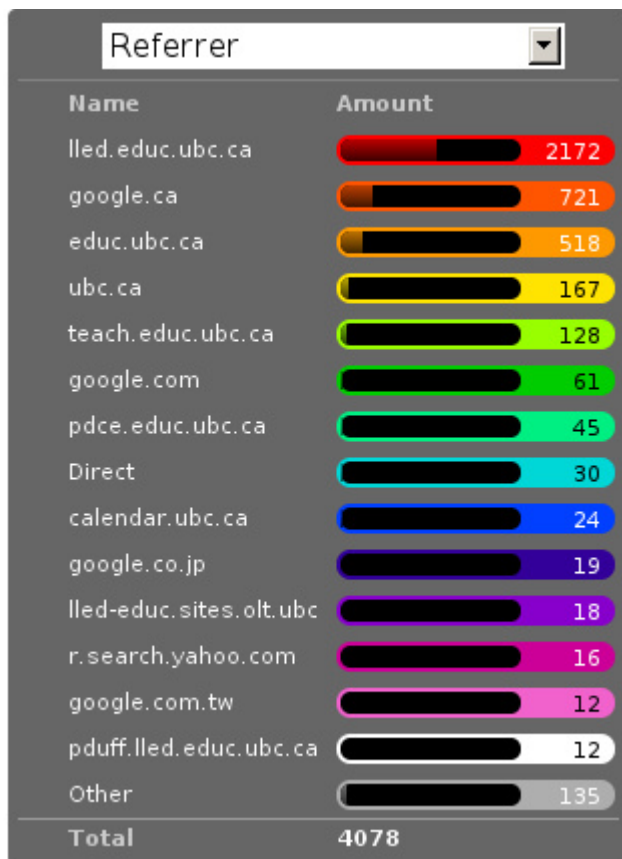 Referrer
Name Amount
lled.educ.ubc.ca 2172
google.ca 721
educ.ubc.ca 518
ubc.ca 167
teach.educ.ubc.ca 128
google.com 61
pdce.educ.ubc.ca 45
Direct 30
calendar.ubc.ca 24
google.co.jp 19
lled-educ.sites.olt.ubc 18
r.search.yahoo.com 16
google.com.tw 12
pduff.lled.educ.ubc.ca 12
Other 135
Total 4078